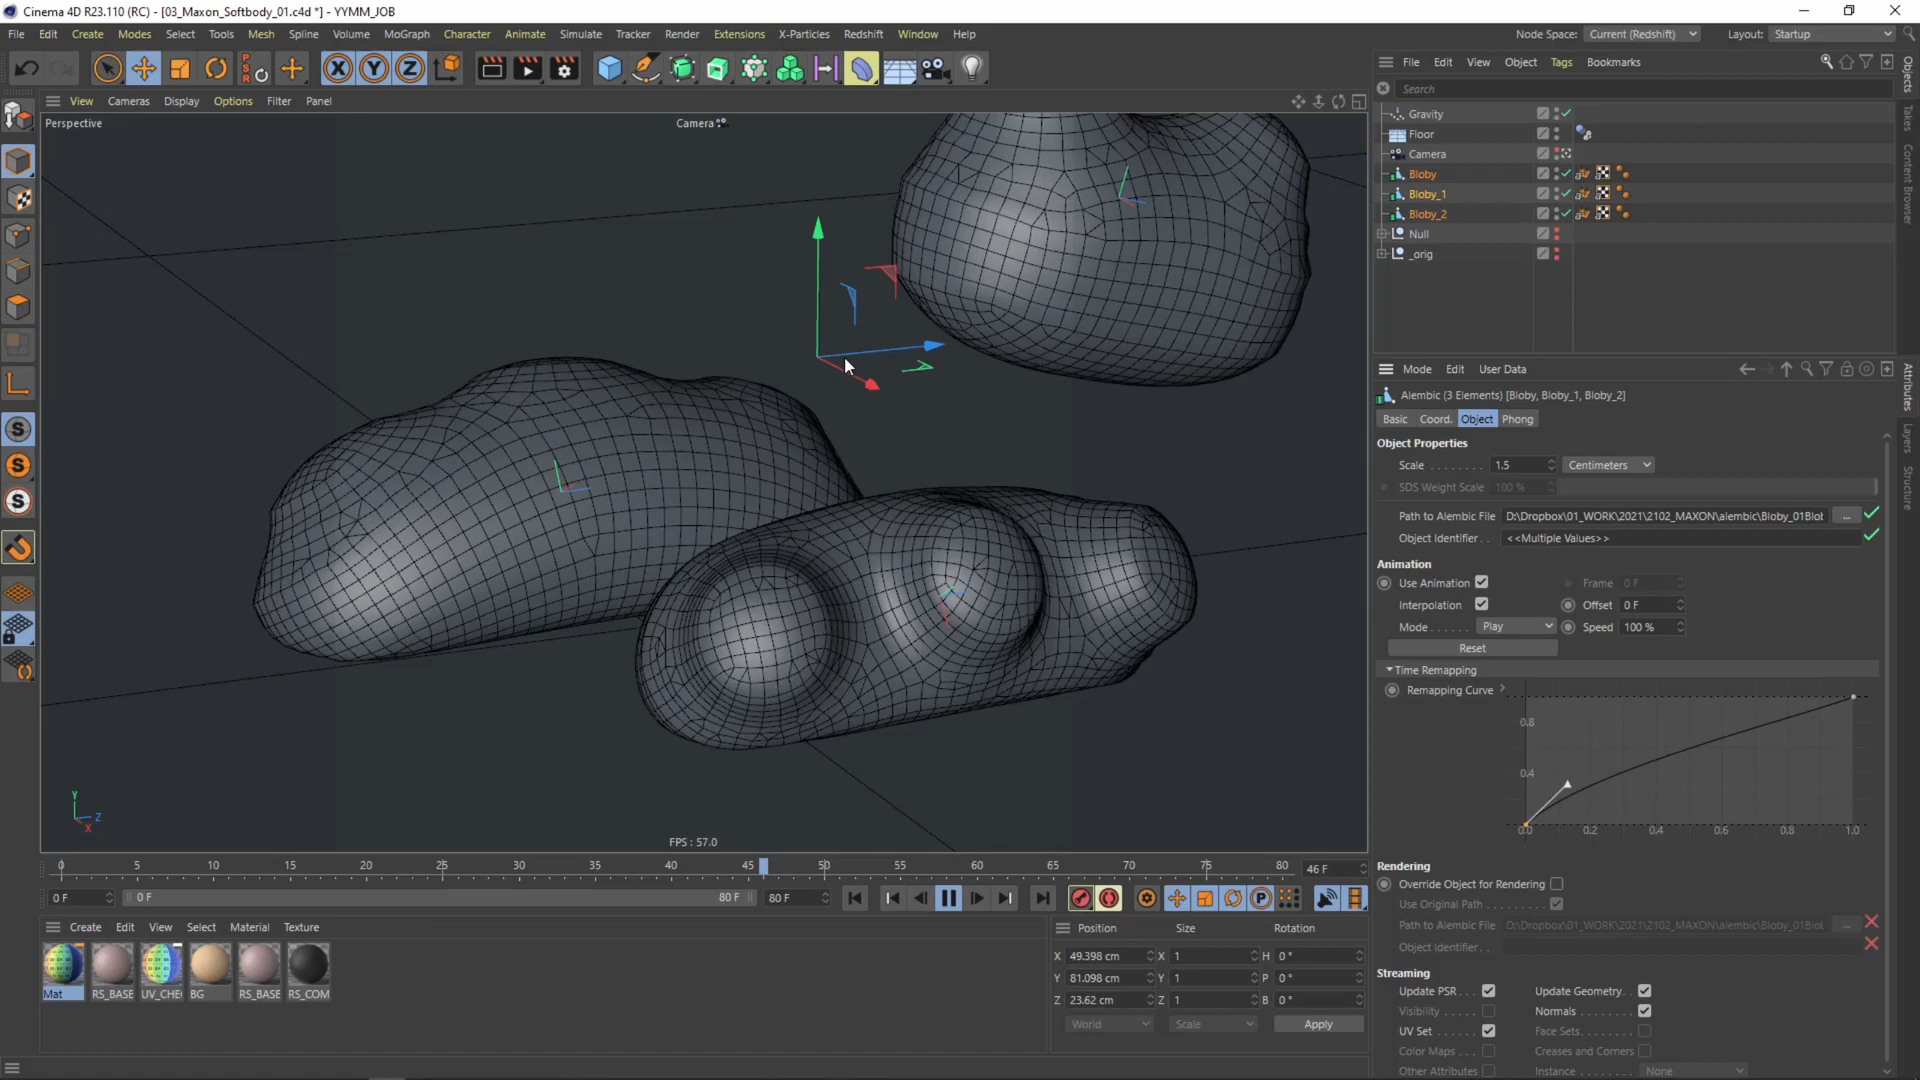 Cinema 4D R23.110 (RC) - [03_Maxon_Softbody_01.c4d *] - YYMM_JOB
File Edit Create Modes Select Tools Mesh Spline Volume MoGraph Character Animate Simulate Tracker Render Extensions X-Particles Redshift Window Help
Node Space: Current (Redshift) Layout: Startup
File Edit View Object Tags Bookmarks
Search
View Cameras Display Options Filter Panel
Perspective
Camera
Gravity
Floor
Camera
Bloby
Bloby_1
Bloby_2
Null
_orig
Objects
Takes
Content Browser
Attributes
Layers
Structure
Mode Edit User Data
Alembic (3 Elements) [Bloby, Bloby_1, Bloby_2]
Basic Coord. Object Phong
Object Properties
Scale 1.5 Centimeters
SDS Weight Scale 100 %
Path to Alembic File D:\Dropbox\01_WORK\2021\2102_MAXON\alembic\Bloby_01Blol ...
Object Identifier <<Multiple Values>>
Animation
Use Animation Frame 0 F
Interpolation Offset 0 F
Mode Play Speed 100 %
Reset
Time Remapping
Remapping Curve
0.8
0.4
0.0 0.2 0.4 0.6 0.8 1.0
Rendering
Override Object for Rendering
Use Original Path
Path to Alembic File D:\Dropbox\01_WORK\2021\2102_MAXON\alembic\Bloby_01Blol ...
Object Identifier
Streaming
Update PSR Update Geometry
Visibility Normals
UV Set Face Sets
Color Maps Creases and Corners
Other Attributes Instance None
Y
Z
X
FPS : 57.0
0 5 10 15 20 25 30 35 40 45 50 55 60 65 70 75 80 46 F
0 F 0 F 80 F 80 F
Create Edit View Select Material Texture
Mat RS_BASE UV_CHE BG RS_BASE RS_COM
Position Size Rotation
X 49.398 cm X 1 H 0 °
Y 81.098 cm Y 1 P 0 °
Z 23.62 cm Z 1 B 0 °
World Scale Apply